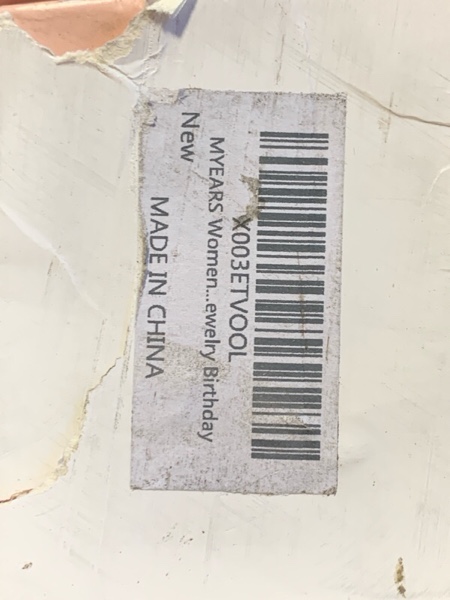 X003ETVOOL
MYEARS Women...ewelry Birthday
New
MADE IN CHINA